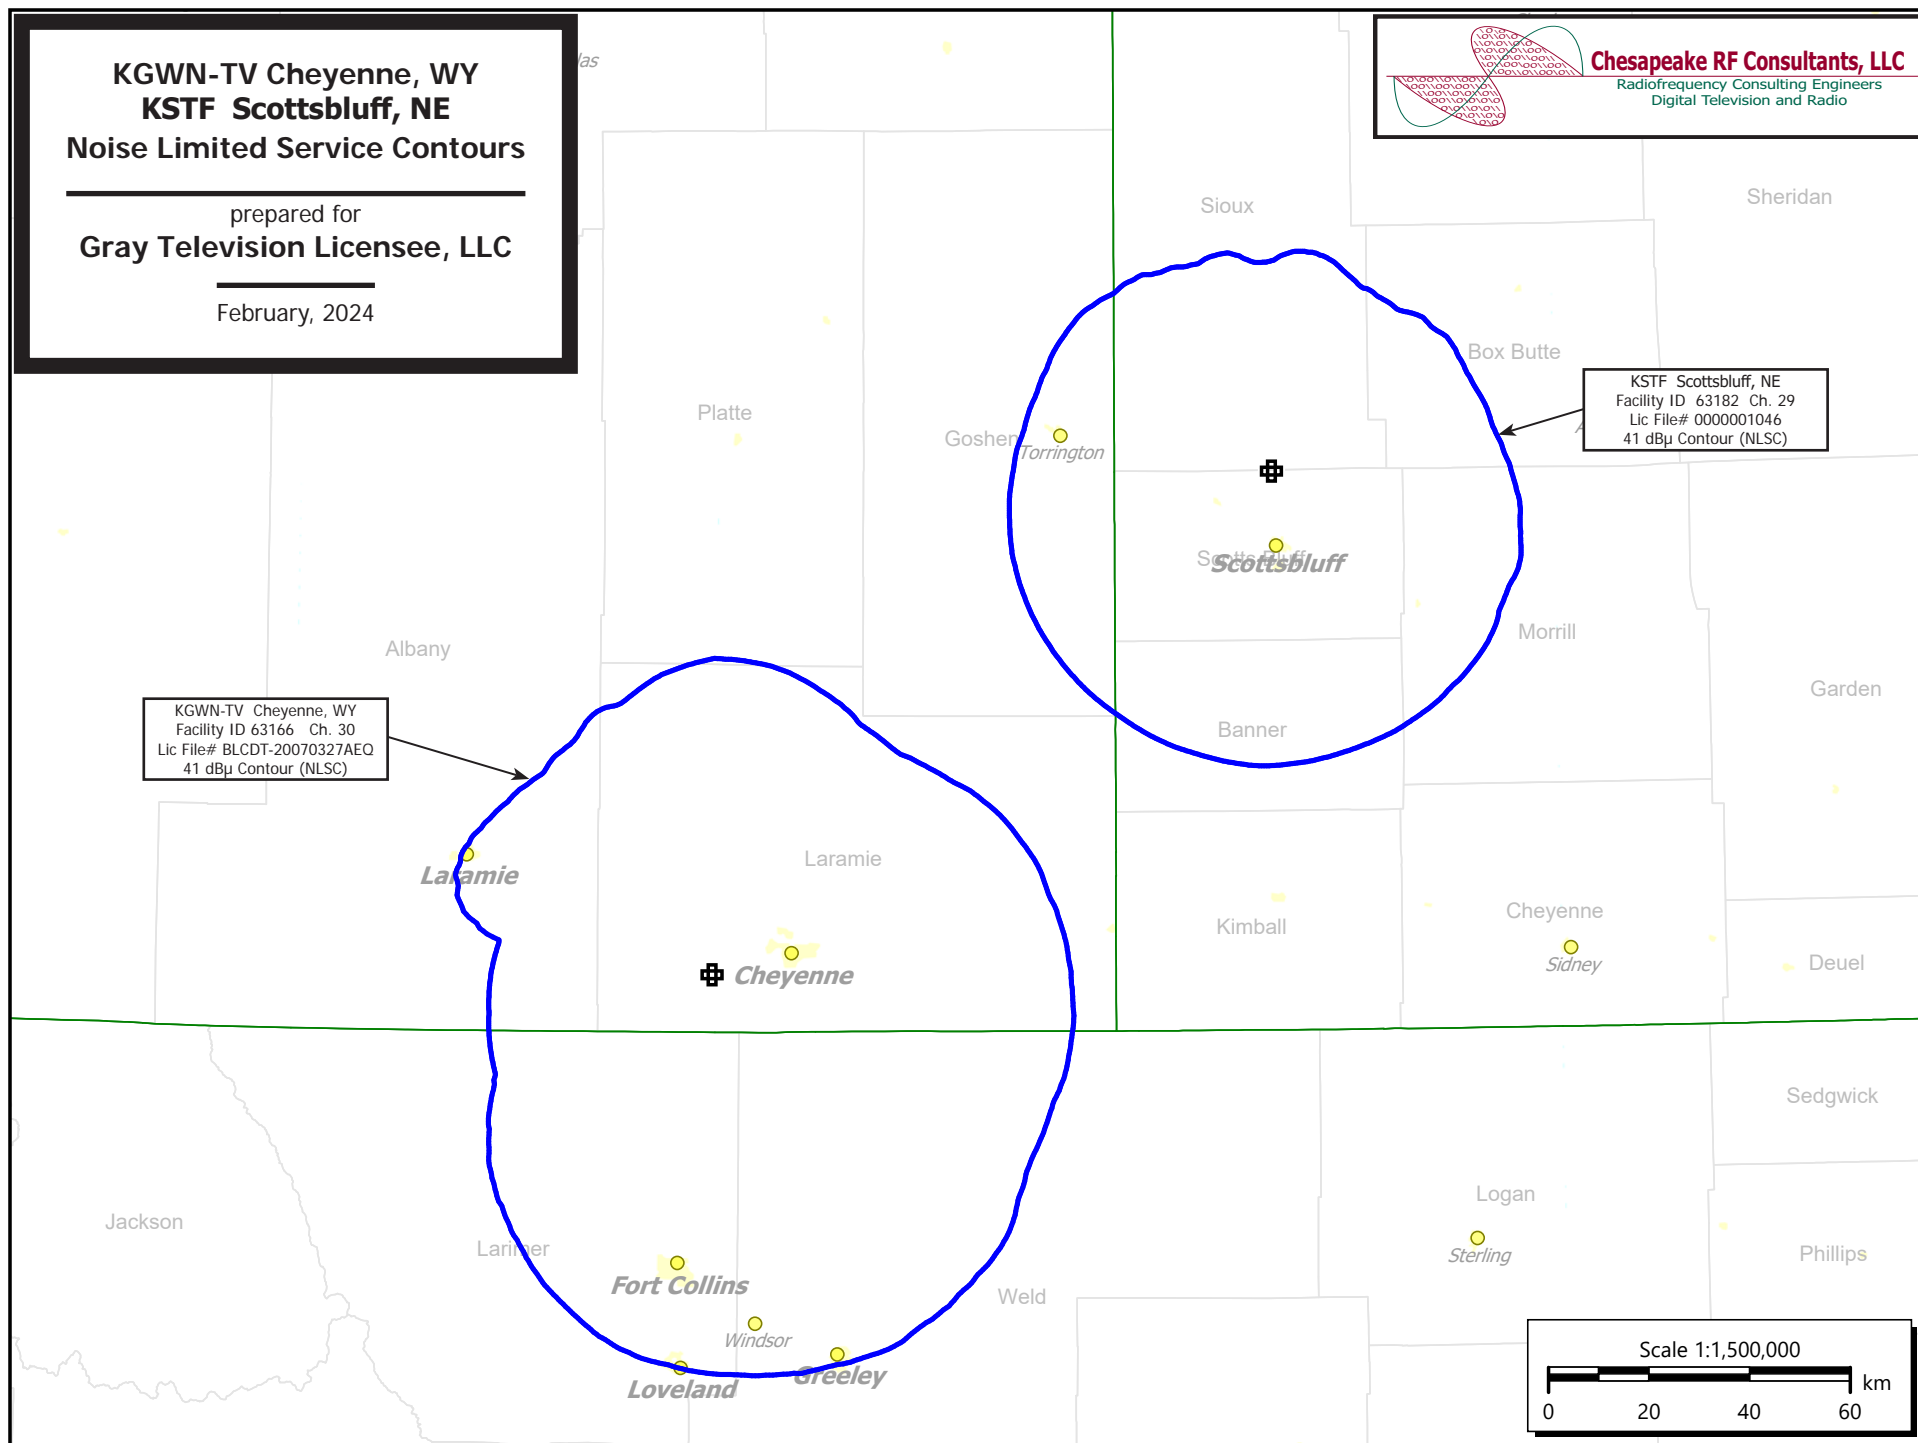 KGWN-TV Cheyenne, WY
KSTF Scottsbluff, NE
Noise Limited Service Contours
prepared for
Gray Television Licensee, LLC
February, 2024
Chesapeake RF Consultants, LLC
Radiofrequency Consulting Engineers
Digital Television and Radio
las
Sioux
Sheridan
Box Butte
KSTF Scottsbluff, NE
Facility ID 63182 Ch. 29
Lic File# 0000001046
41 dBµ Contour (NLSC)
Platte
Goshen
Torrington
Scotts Bluff
Scottsbluff
Morrill
Albany
Garden
Banner
KGWN-TV Cheyenne, WY
Facility ID 63166 Ch. 30
Lic File# BLCDT-20070327AEQ
41 dBµ Contour (NLSC)
Laramie
Laramie
Cheyenne
Kimball
Cheyenne
Sidney
Deuel
Sedgwick
Jackson
Larimer
Logan
Sterling
Phillips
Fort Collins
Weld
Windsor
Greeley
Loveland
Scale 1:1,500,000
km
0 20 40 60